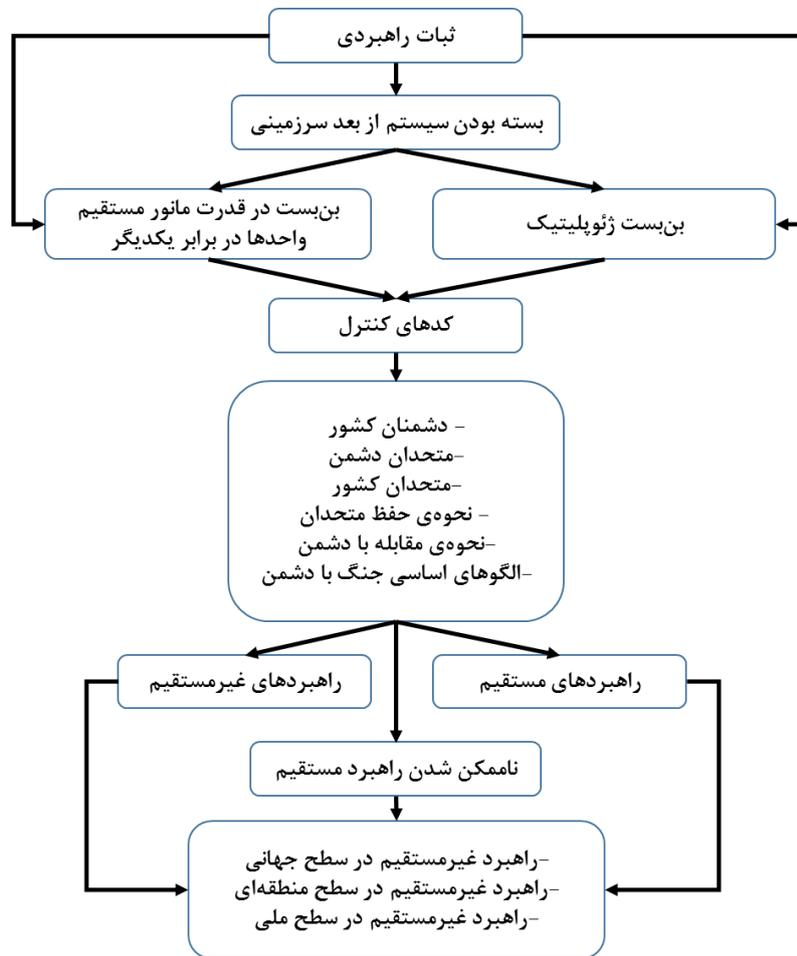 ثبات راهبردی
بسته بودن سیستم از بعد سرزمینی
بن‌بست ژئوپلیتیک
بن‌بست در قدرت مانور مستقیم
واحدها در برابر یکدیگر
کدهای کنترل
- دشمنان کشور
-متحدان دشمن
-متحدان کشور
- نحوه‌ی حفظ متحدان
-نحوه‌ی مقابله با دشمن
-الگوهای اساسی جنگ با دشمن
راهبردهای مستقیم
راهبردهای غیرمستقیم
ناممکن شدن راهبرد مستقیم
-راهبرد غیرمستقیم در سطح جهانی
-راهبرد غیرمستقیم در سطح منطقه‌ای
-راهبرد غیرمستقیم در سطح ملی